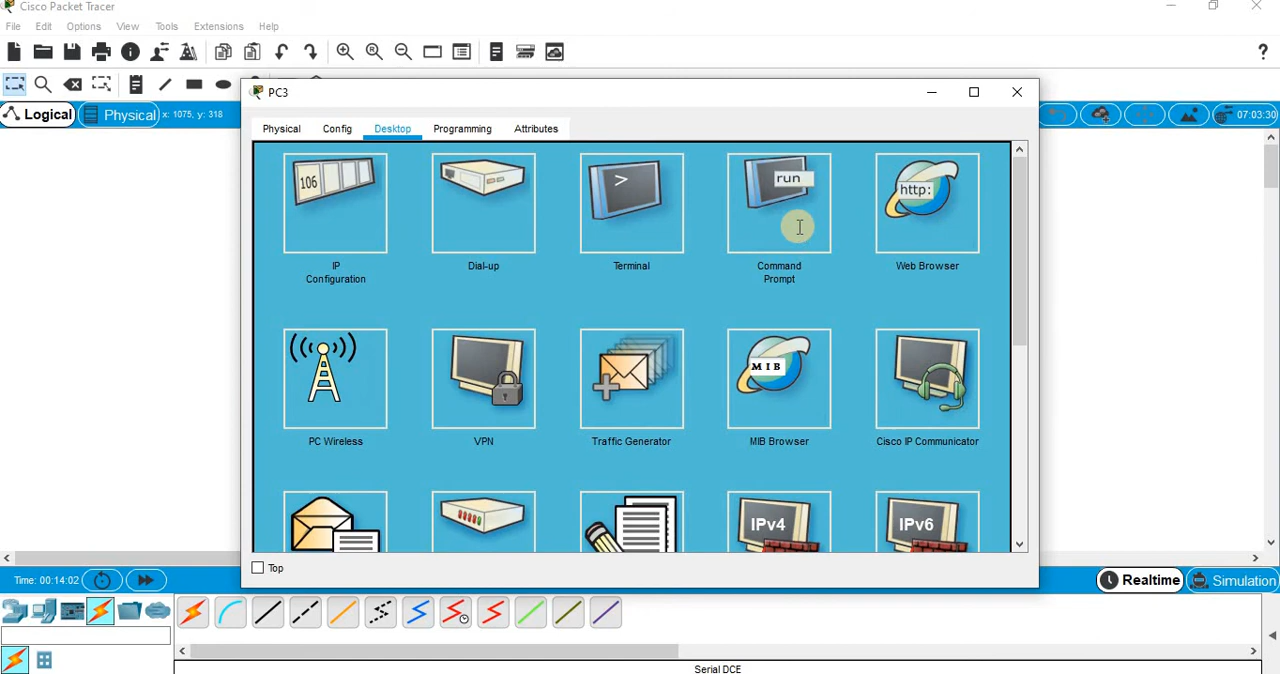 Cisco Packet Tracer
File Edit Options View Tools Extensions Help
?
Logical Physical x: 1075, y: 318 07:03:30
PC3
Physical Config Desktop Programming Attributes
106
>
run
http:
IP
Configuration
Dial-up
Terminal
Command
Prompt
Web Browser
MIB
PC Wireless
VPN
Traffic Generator
MIB Browser
Cisco IP Communicator
IPv4
IPv6
Top
Time: 00:14:02
Realtime Simulation
Serial DCE